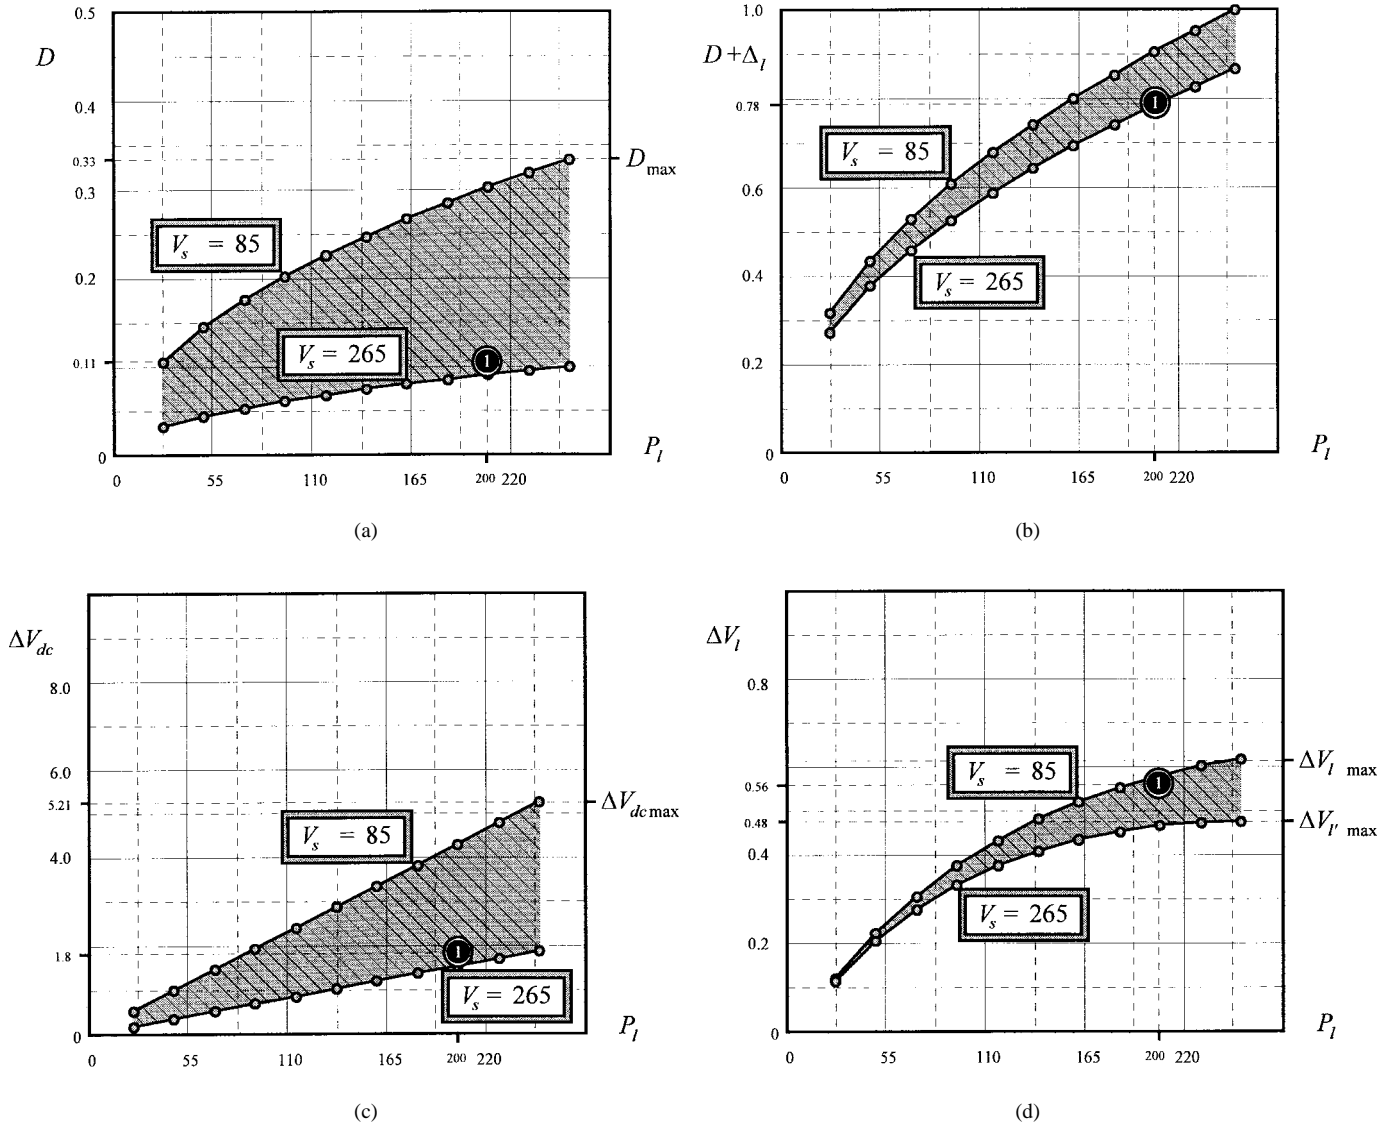 0.5
D
0.4
0.33
0.3
D max
V_s = 85
0.2
V_s = 265
1
0.11
0
P_l
0 55 110 165 200 220
(a)
1.0
D + Δ_l
0.78
1
V_s = 85
0.6
0.4
V_s = 265
0.2
0
P_l
0 55 110 165 200 220
(b)
ΔV_dc
8.0
6.0
5.21
ΔV_dc max
V_s = 85
4.0
1.8
1
V_s = 265
0
P_l
0 55 110 165 200 220
(c)
ΔV_l
0.8
V_s = 85
ΔV_l max
0.56
1
0.48
ΔV_l' max
0.4
V_s = 265
0.2
0
P_l
0 55 110 165 200 220
(d)